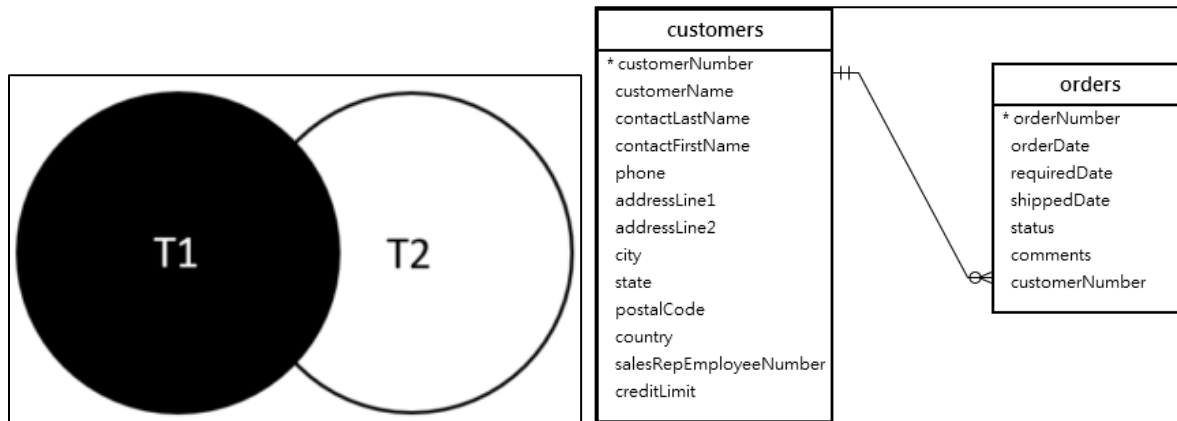 T1
T2
customers
* customerNumber
customerName
contactLastName
contactFirstName
phone
addressLine1
addressLine2
city
state
postalCode
country
salesRepEmployeeNumber
creditLimit
orders
* orderNumber
orderDate
requiredDate
shippedDate
status
comments
customerNumber